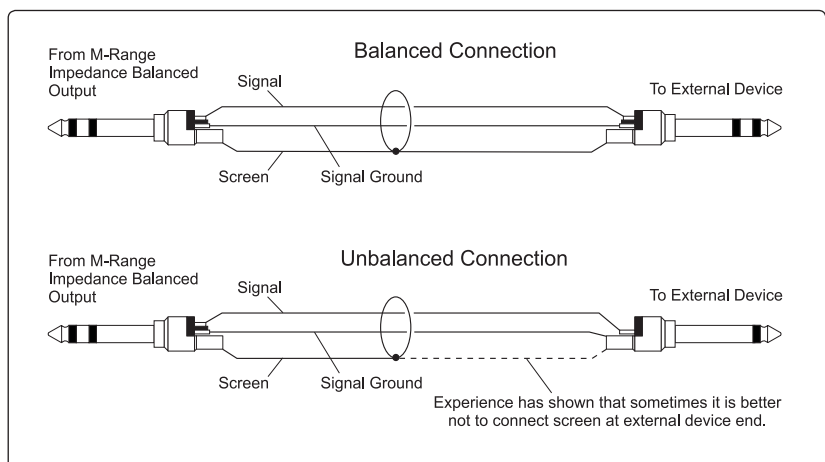 Balanced Connection
From M-Range
Impedance Balanced
Output
Signal
To External Device
Screen
Signal Ground
Unbalanced Connection
From M-Range
Impedance Balanced
Output
Signal
To External Device
Screen
Signal Ground
Experience has shown that sometimes it is better
not to connect screen at external device end.